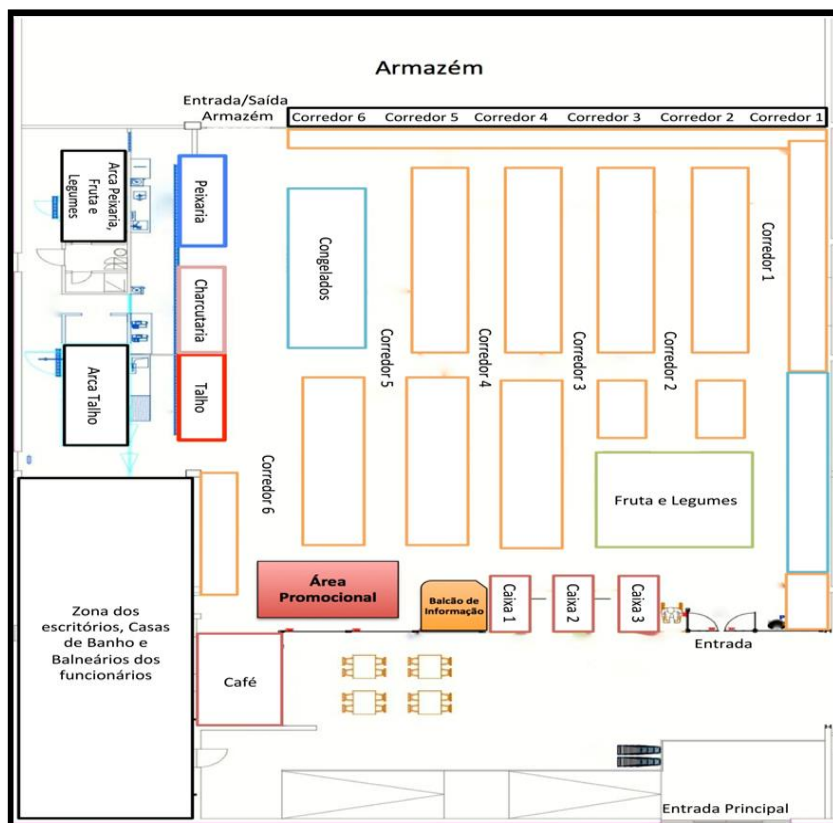 Armazém
Entrada/Saída
Armazém
Corredor 6
Corredor 5
Corredor 4
Corredor 3
Corredor 2
Corredor 1
Arca Peixaria,
Fruta e
Legumes
Peixaria
Charcutaria
Talho
Arca Talho
Congelados
Corredor 1
Corredor 2
Corredor 3
Corredor 4
Corredor 5
Corredor 6
Fruta e Legumes
Área
Promocional
Balcão de
Informação
Caixa 1
Caixa 2
Caixa 3
Entrada
Zona dos
escritórios, Casas
de Banho e
Balneários dos
funcionários
Café
Entrada Principal